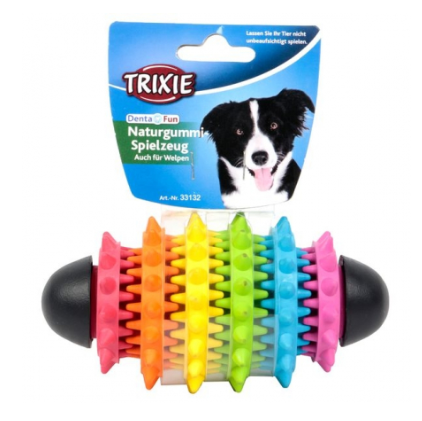 Lassen Sie Ihr Tier nicht
unbeaufsichtigt spielen.
TRIXIE
Denta Fun
Naturgummi
Spielzeug
Auch für Welpen
Art.-Nr. 33132